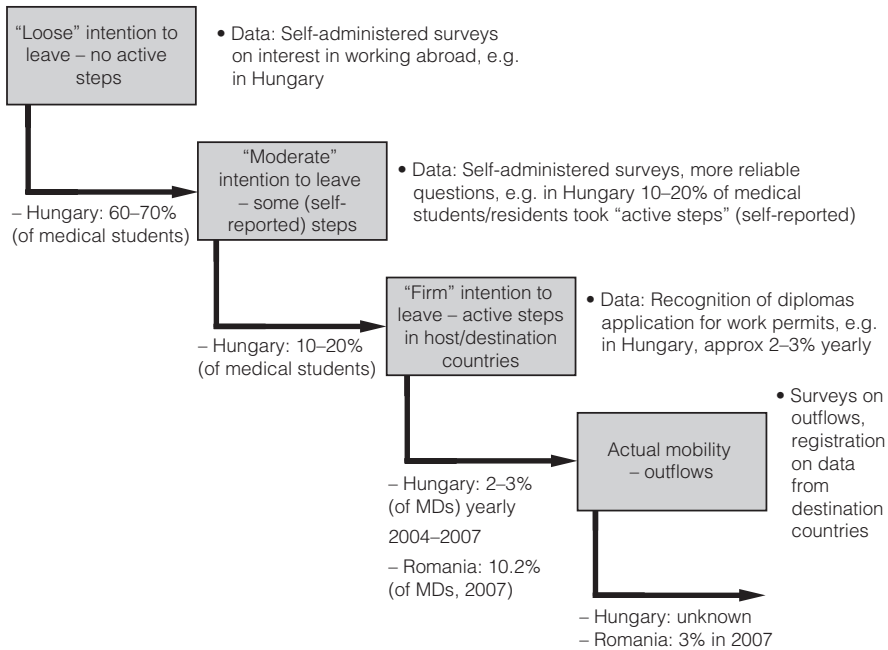 “Loose” intention to
leave – no active
steps
• Data: Self-administered surveys
on interest in working abroad, e.g.
in Hungary
– Hungary: 60–70%
(of medical students)
“Moderate”
intention to leave
– some (self-
reported) steps
• Data: Self-administered surveys, more reliable
questions, e.g. in Hungary 10–20% of medical
students/residents took “active steps” (self-reported)
– Hungary: 10–20%
(of medical students)
“Firm” intention to
leave – active steps
in host/destination
countries
• Data: Recognition of diplomas
application for work permits, e.g.
in Hungary, approx 2–3% yearly
– Hungary: 2–3%
(of MDs) yearly
2004–2007
– Romania: 10.2%
(of MDs, 2007)
Actual mobility
– outflows
• Surveys on
outflows,
registration
on data
from
destination
countries
– Hungary: unknown
– Romania: 3% in 2007